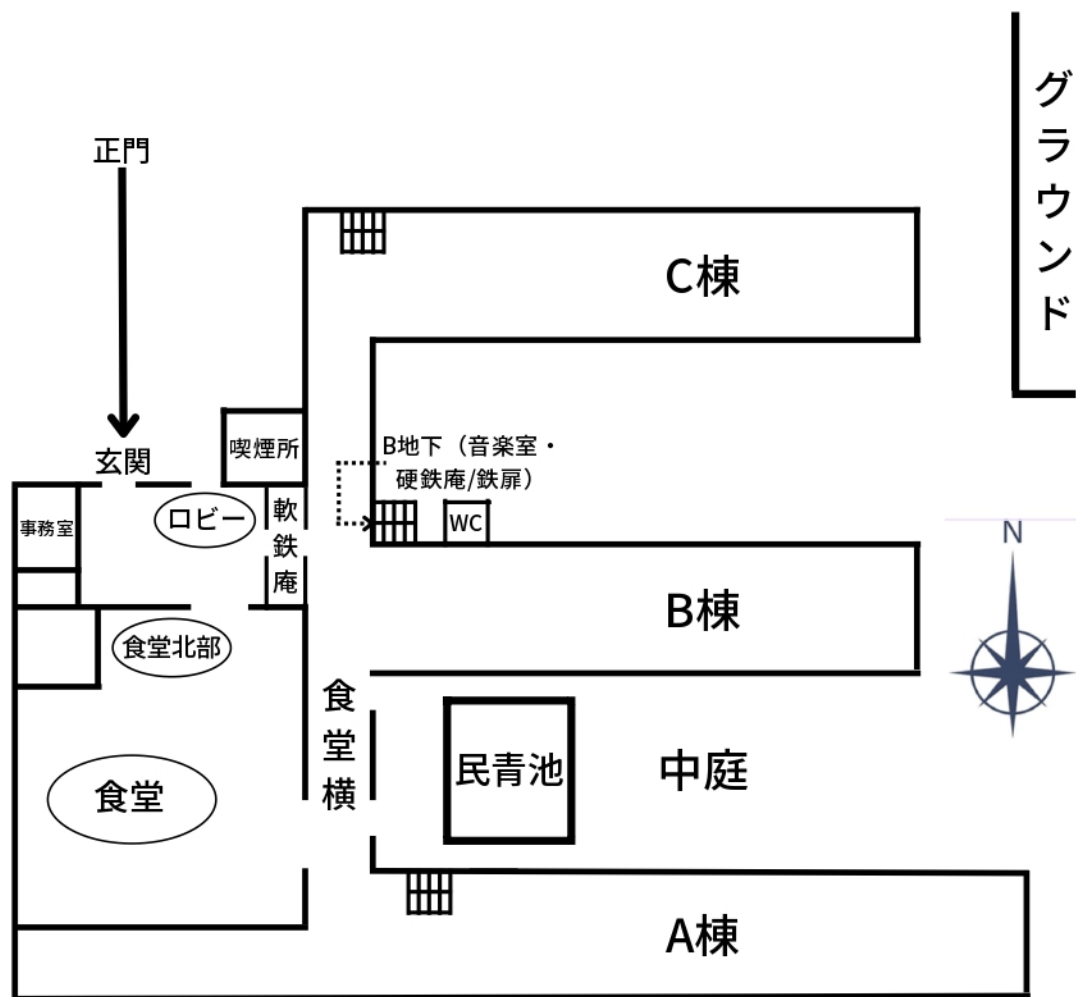 グラウンド
正門
C棟
喫煙所
B地下（音楽室・
硬鉄庵/鉄扉）
玄関
ロビー
軟鉄庵
事務室
WC
N
B棟
食堂北部
食堂横
民青池
中庭
食堂
A棟